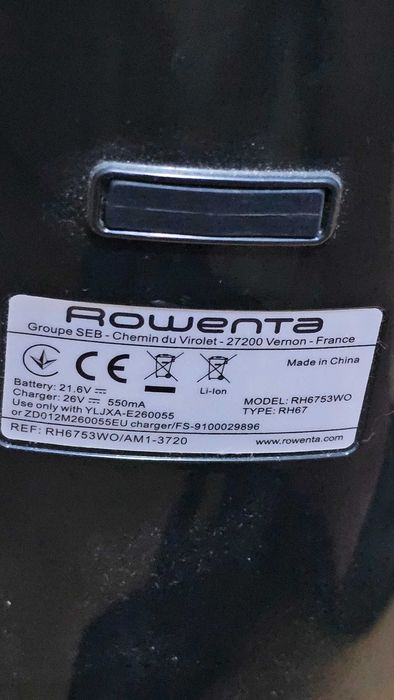 ROWENTA
Groupe SEB - Chemin du Virolet - 27200 Vernon - France
CE
Made in China
Li-Ion
Battery: 21.6V
Charger: 26V 550mA
MODEL: RH6753WO
Use only with YLJXA-E260055
TYPE: RH67
or ZD012M260055EU charger/FS-9100029896
REF: RH6753WO/AM1-3720
www.rowenta.com